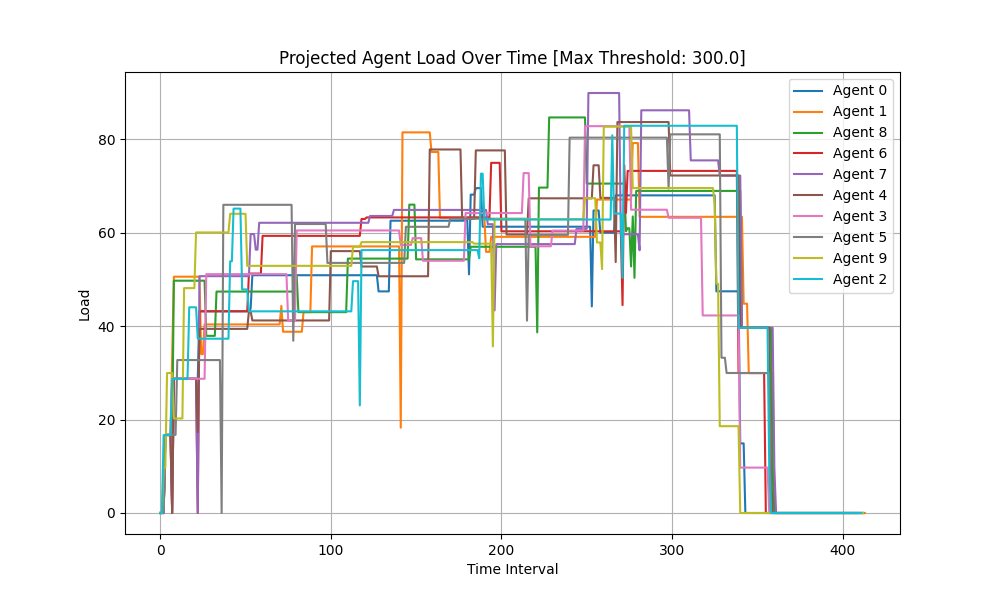 Projected Agent Load Over Time [Max Threshold: 300.0]
Load
80
60
40
20
0
0
100
200
300
400
Time Interval
Agent 0
Agent 1
Agent 8
Agent 6
Agent 7
Agent 4
Agent 3
Agent 5
Agent 9
Agent 2